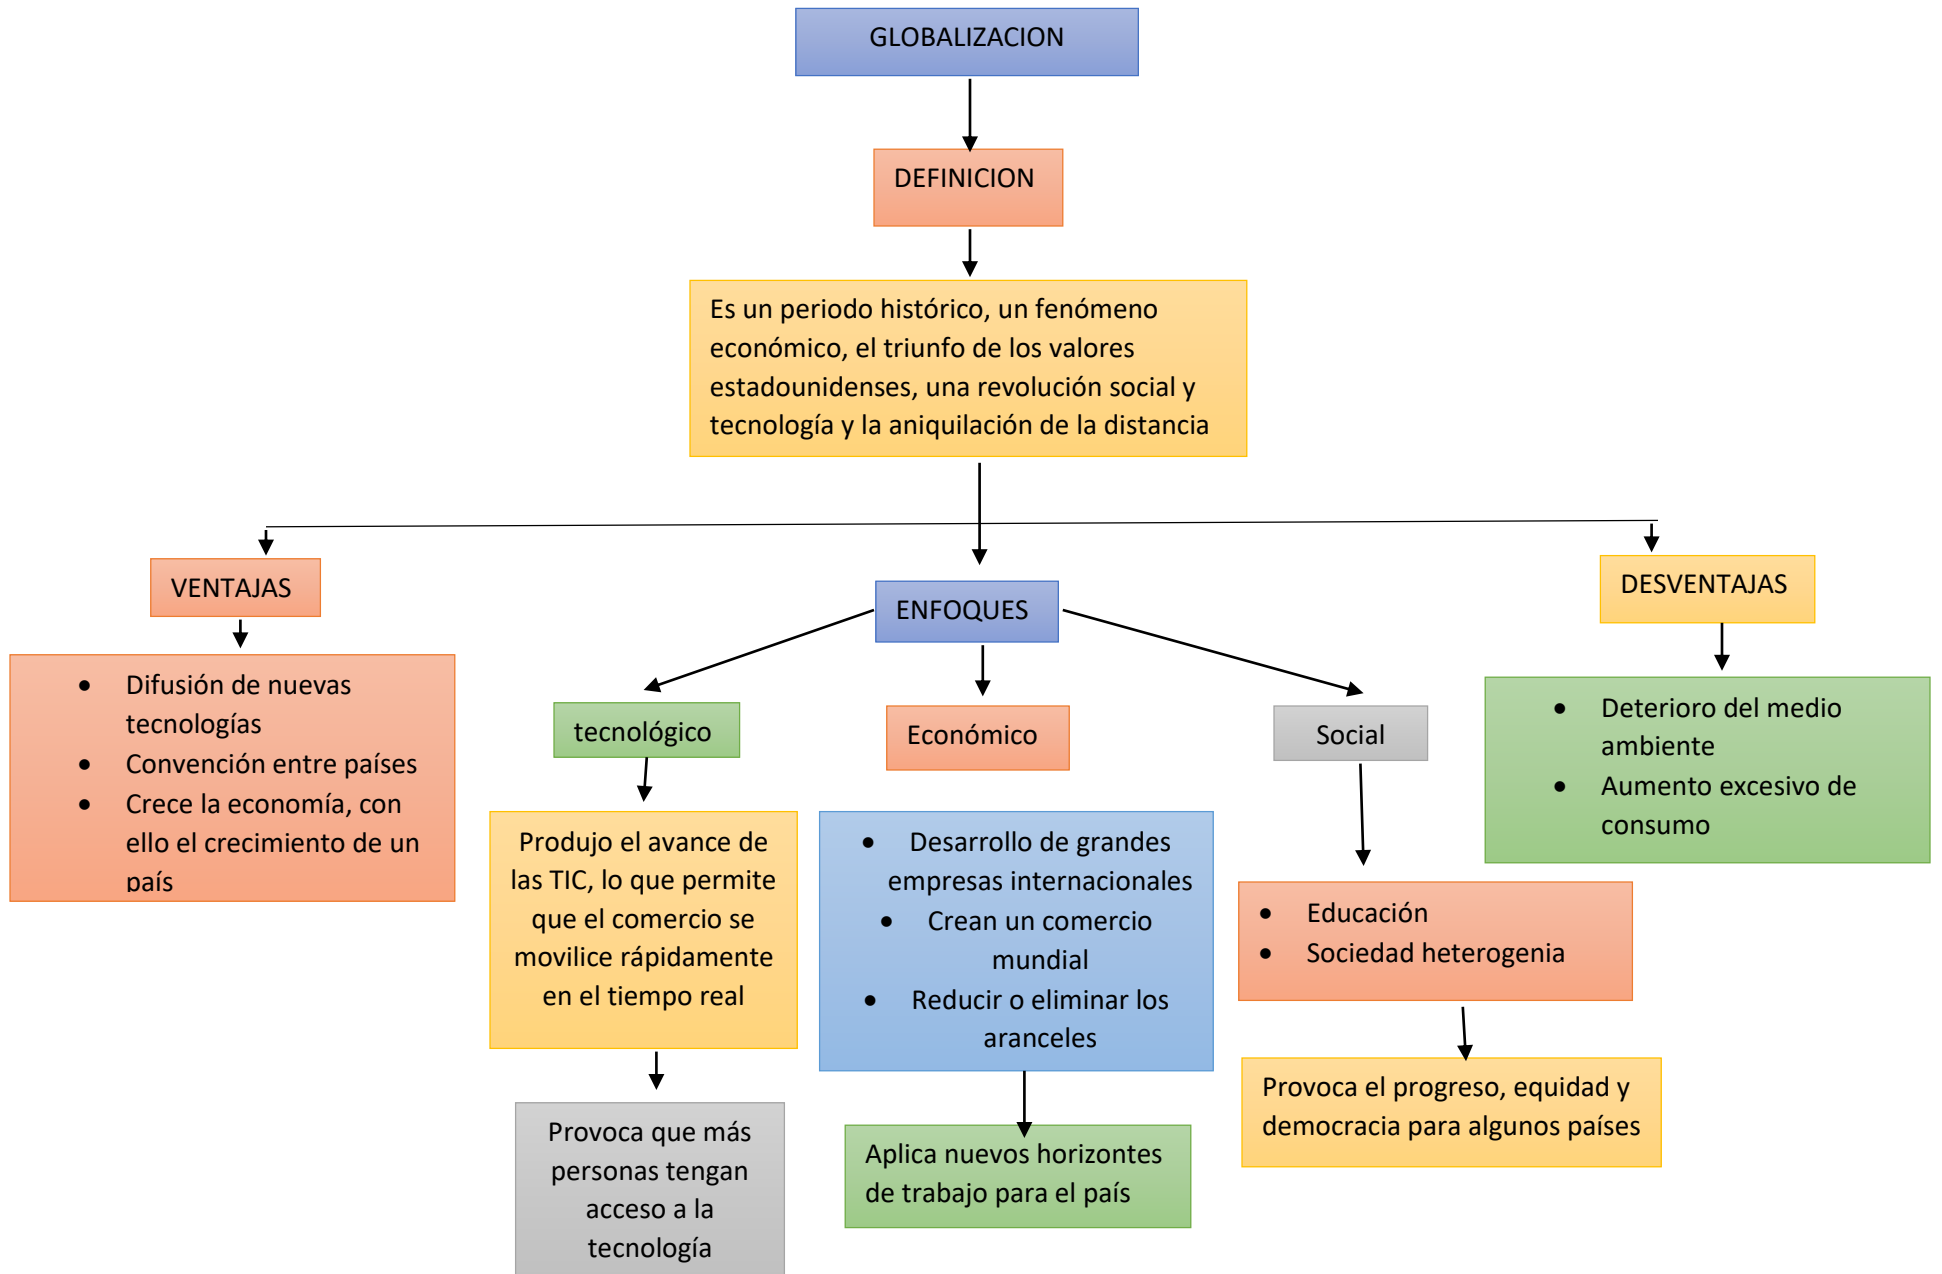 GLOBALIZACION
DEFINICION
Es un periodo histórico, un fenómeno
económico, el triunfo de los valores
estadounidenses, una revolución social y
tecnología y la aniquilación de la distancia
VENTAJAS
• Difusión de nuevas
tecnologías
• Convención entre países
• Crece la economía, con
ello el crecimiento de un
país
ENFOQUES
tecnológico
Produjo el avance de
las TIC, lo que permite
que el comercio se
movilice rápidamente
en el tiempo real
Provoca que más
personas tengan
acceso a la
tecnología
Económico
• Desarrollo de grandes
empresas internacionales
• Crean un comercio
mundial
• Reducir o eliminar los
aranceles
Aplica nuevos horizontes
de trabajo para el país
Social
• Educación
• Sociedad heterogenia
Provoca el progreso, equidad y
democracia para algunos países
DESVENTAJAS
• Deterioro del medio
ambiente
• Aumento excesivo de
consumo